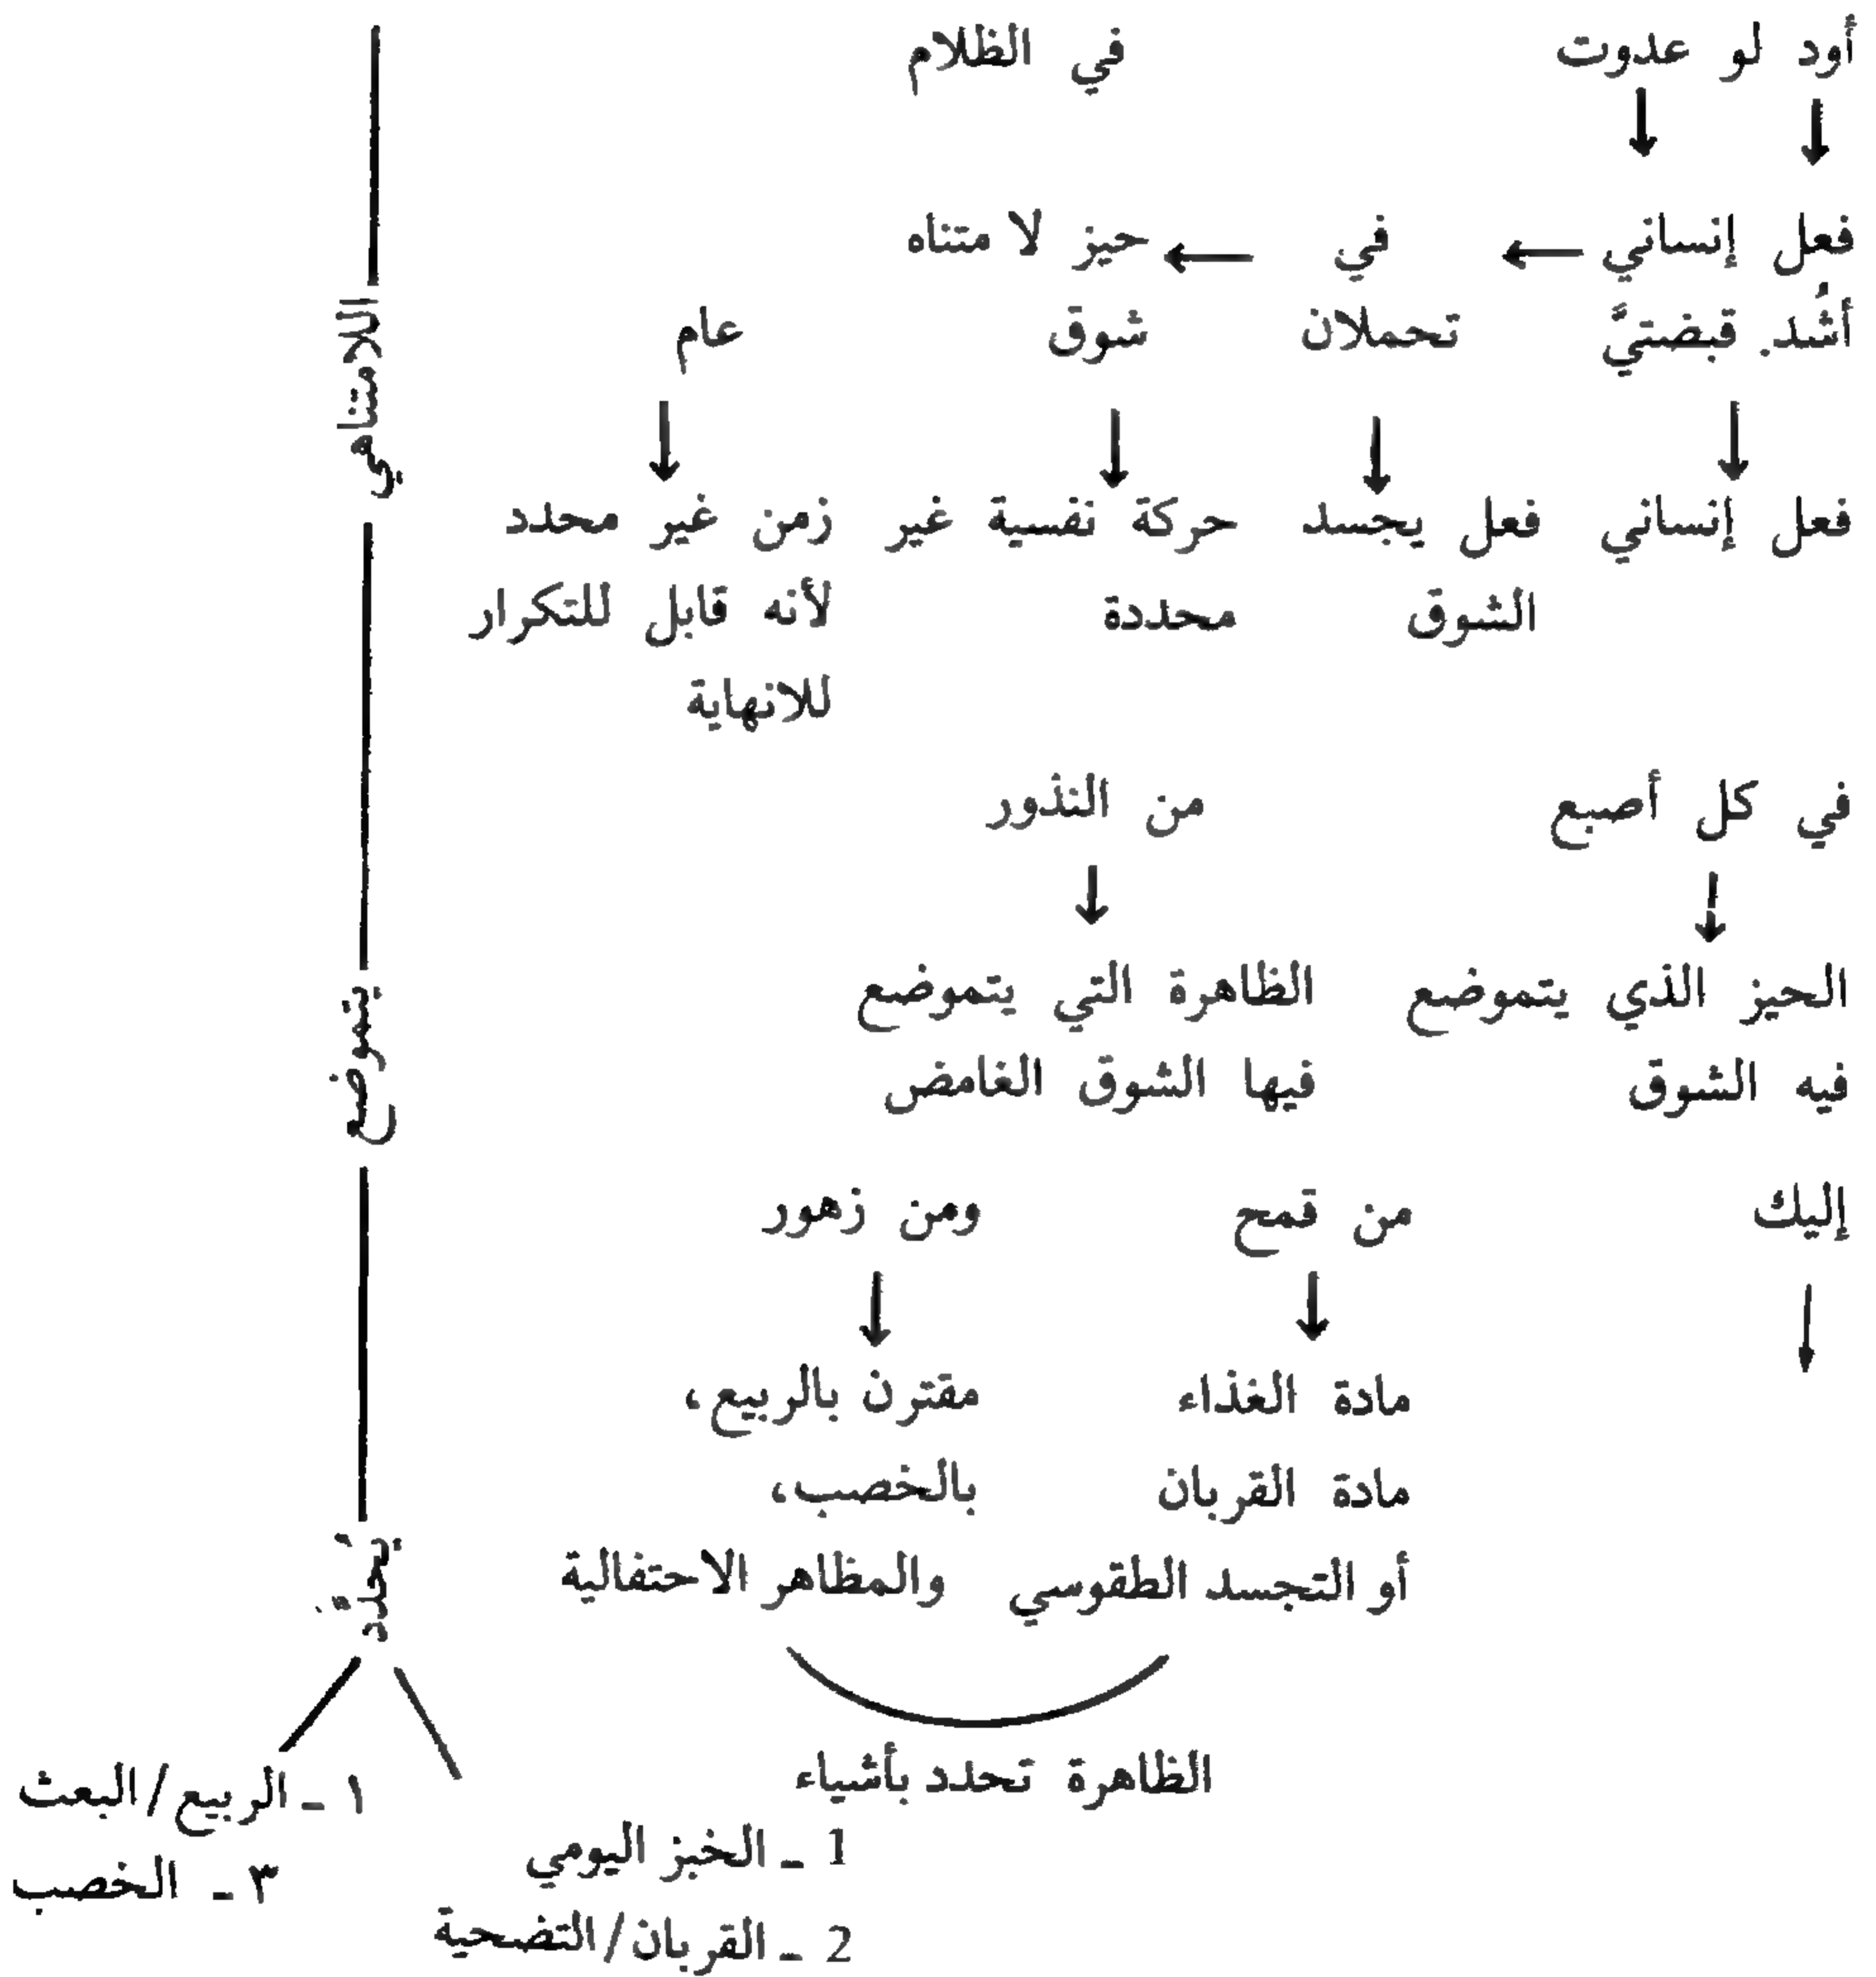 أود لو عدوت في الظلام
فعل إنساني ← في ← حيز لا متناه
أَشُد قبضتيَّ تحملان شوق عام
فعل إنساني فعل يجسد حركة نفسية غير زمن غير محدد
الشوق محددة لأنه قابل للتكرار
للانهاية
اللامتناهي
في كل أصبع من النذور
الحيز الذي يتموضع الظاهرة التي يتموضع
فيه الشوق فيها الشوق الغامض
تموضع
إليك من قمح ومن زهور
مادة الغذاء مقترن بالربيع،
مادة القربان بالخصب،
أو التجسد الطقوسي والمظاهر الاحتفالية
الظاهرة تحدد بأشياء
١ ـ الربيع/البعث
1 ـ الخبز اليومي
٣ ـ الخصب
2 ـ القربان/التضحية